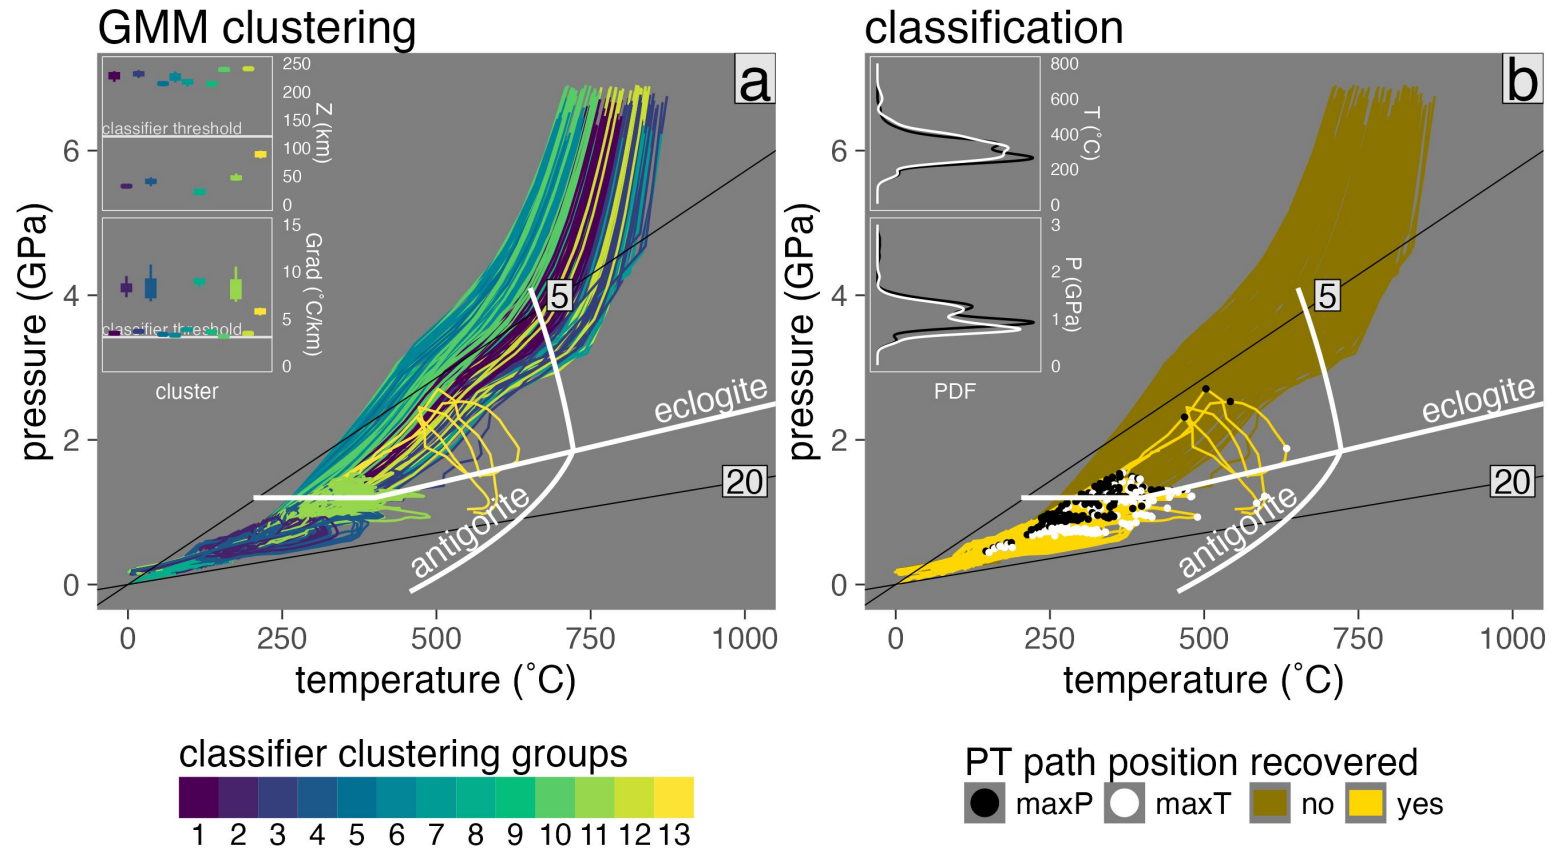 GMM clustering
a
250
200
150
100
50
0
Z (km)
classifier threshold
15
10
5
0
Grad (˚C/km)
classifier threshold
cluster
5
20
eclogite
antigorite
6
4
2
0
pressure (GPa)
0 250 500 750 1000
temperature (˚C)
classifier clustering groups
1 2 3 4 5 6 7 8 9 10 11 12 13
classification
b
800
600
400
200
0
T (˚C)
3
2
1
0
P (GPa)
PDF
5
20
eclogite
antigorite
6
4
2
0
pressure (GPa)
0 250 500 750 1000
temperature (˚C)
PT path position recovered
maxP maxT no yes